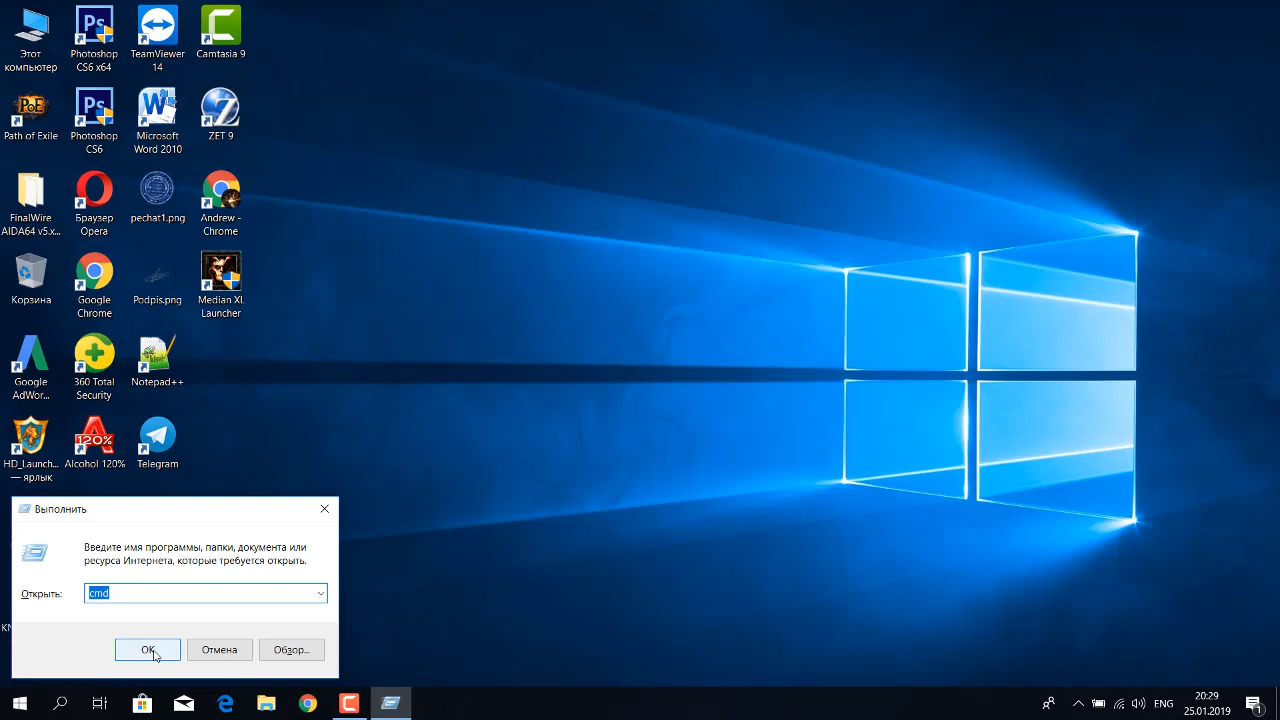 Этот
компьютер
Photoshop
CS6 x64
TeamViewer
14
Camtasia 9
Path of Exile
Photoshop
CS6
Microsoft
Word 2010
ZET 9
FinalWire
AIDA64 v5.x...
Браузер
Opera
pechat1.png
Andrew -
Chrome
Корзина
Google
Chrome
Podpis.png
Median XL
Launcher
Google
AdWor...
360 Total
Security
Notepad++
HD_Launch...
— ярлык
Alcohol 120%
Telegram
Выполнить
Введите имя программы, папки, документа или
ресурса Интернета, которые требуется открыть.
Открыть:
cmd
ОК
Отмена
Обзор...
ENG
20:29
25.01.2019
1